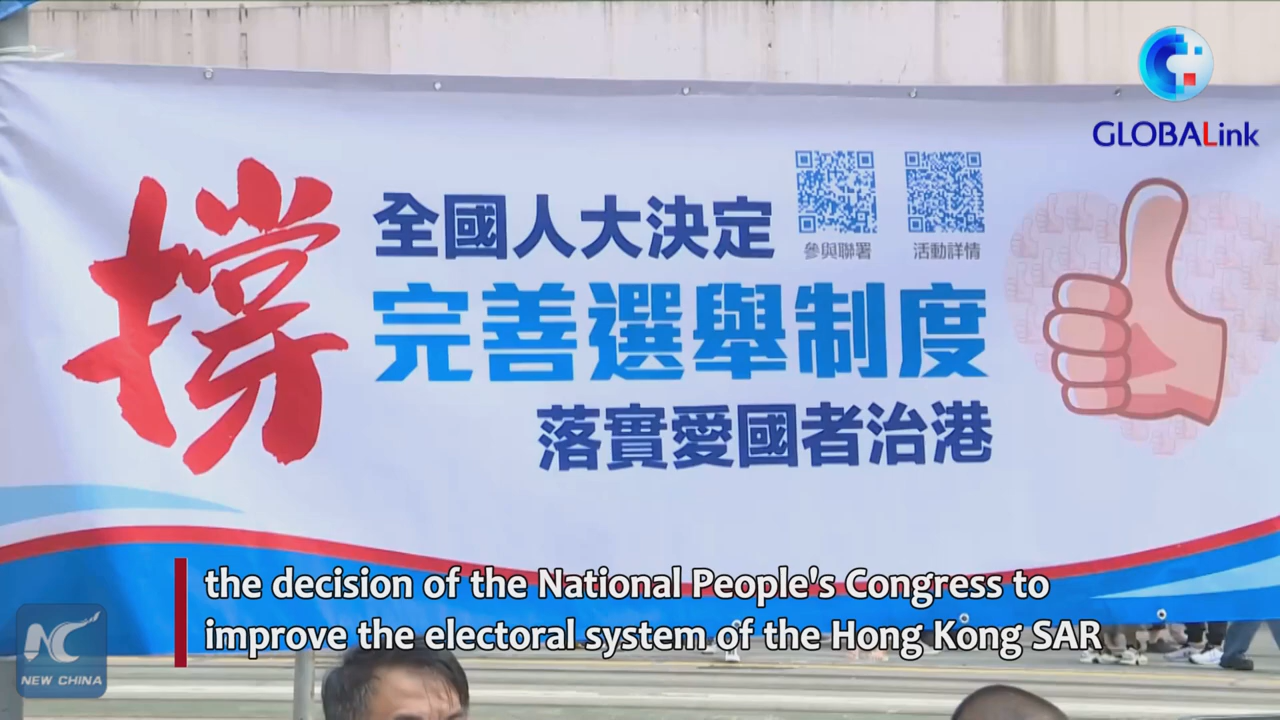 GLOBALink
撐
全國人大決定
參與聯署
活動詳情
完善選舉制度
落實愛國者治港
the decision of the National People's Congress to
improve the electoral system of the Hong Kong SAR
NC
NEW CHINA